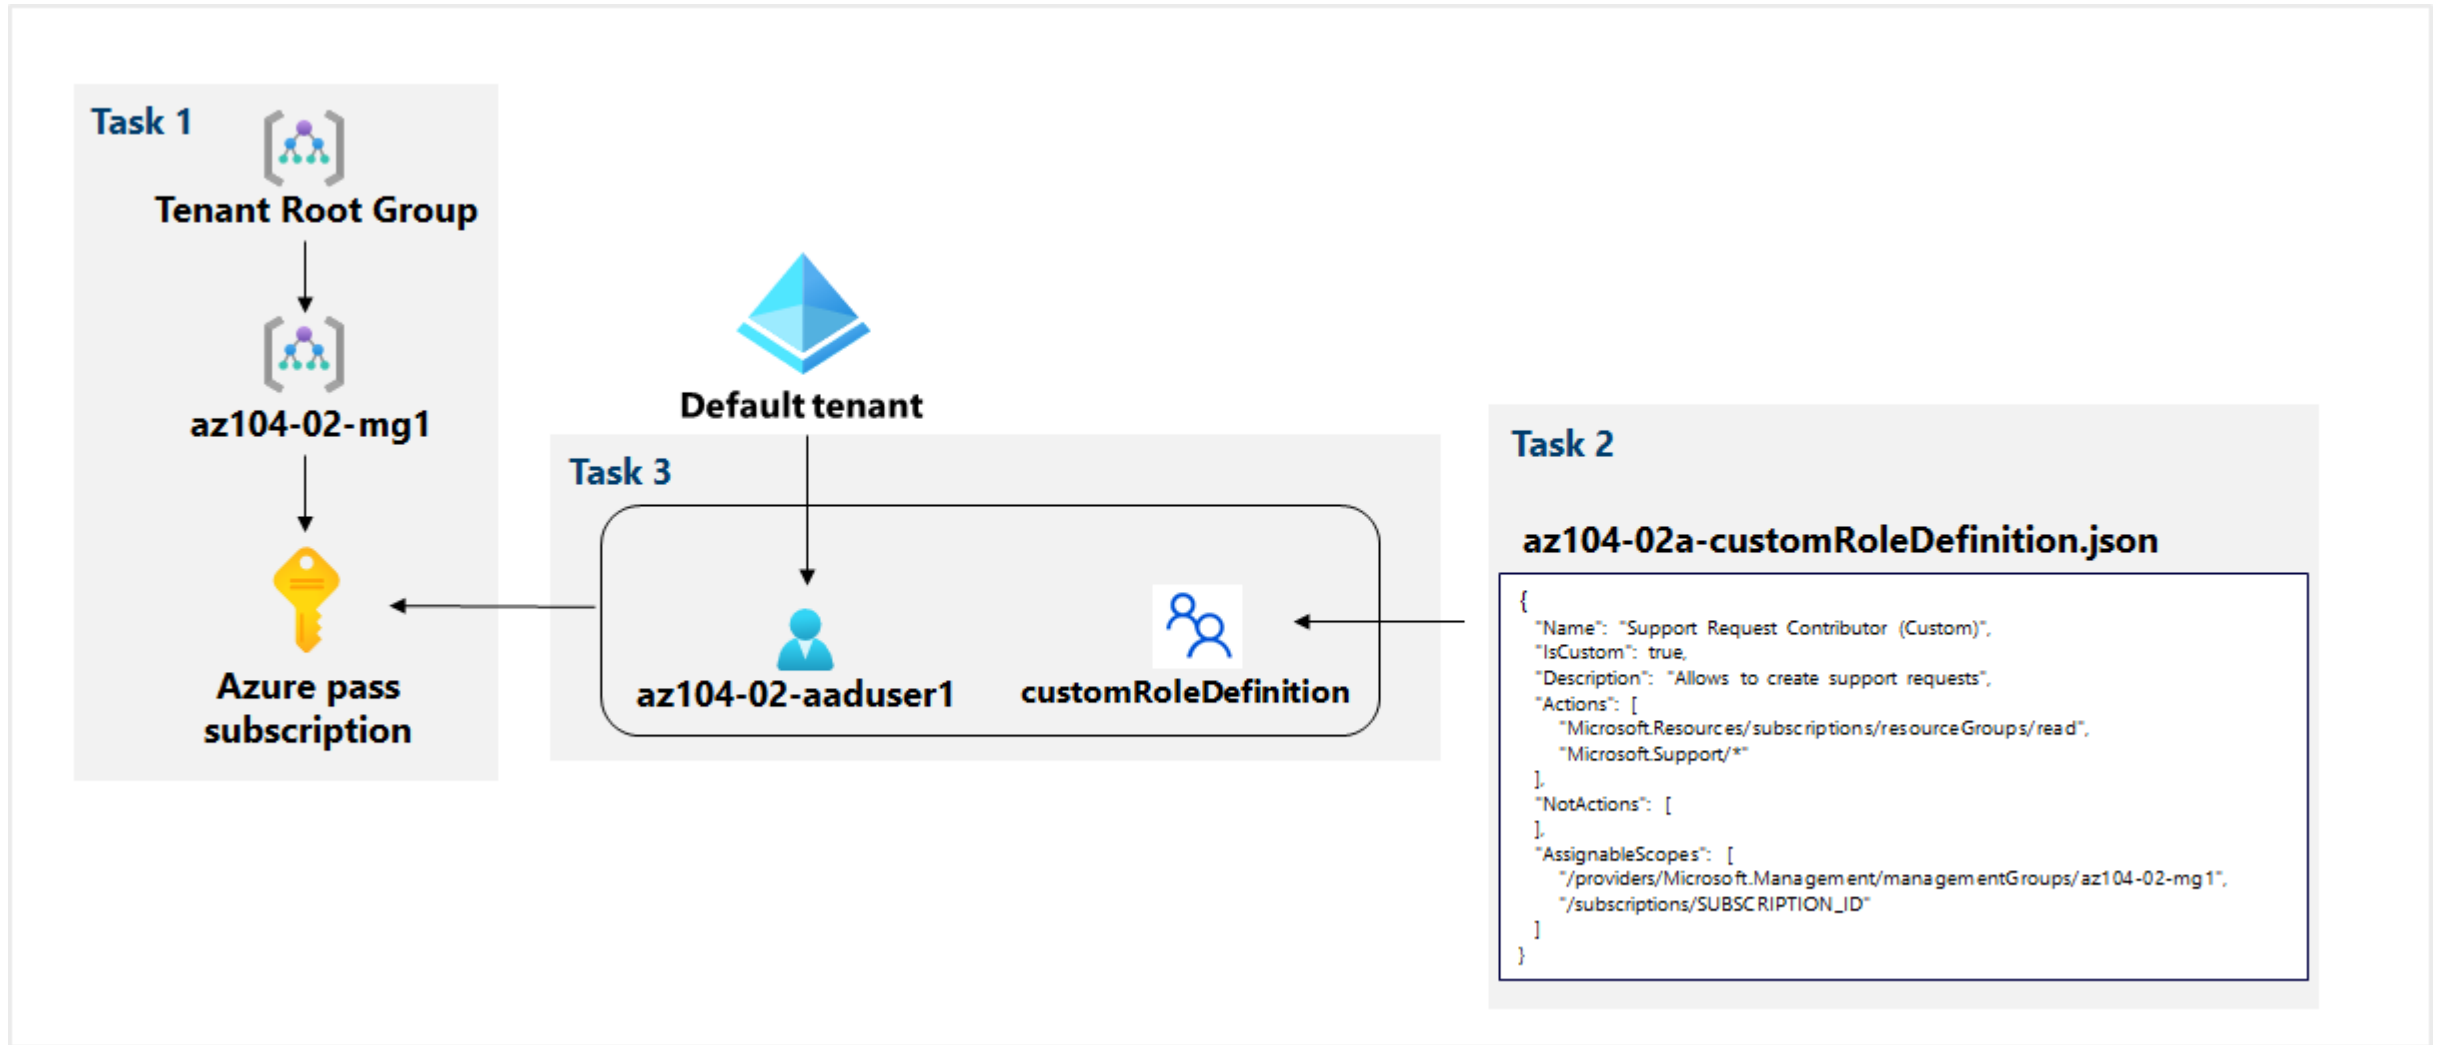 Task 1
Tenant Root Group
az104-02-mg1
Azure pass
subscription
Default tenant
Task 3
az104-02-aaduser1
customRoleDefinition
Task 2
az104-02a-customRoleDefinition.json
{
"Name": "Support Request Contributor (Custom)",
"IsCustom": true,
"Description": "Allows to create support requests",
"Actions": [
"Microsoft.Resources/subscriptions/resourceGroups/read",
"Microsoft.Support/*"
],
"NotActions": [
],
"AssignableScopes": [
"/providers/Microsoft.Management/managementGroups/az104-02-mg1",
"/subscriptions/SUBSCRIPTION_ID"
]
}